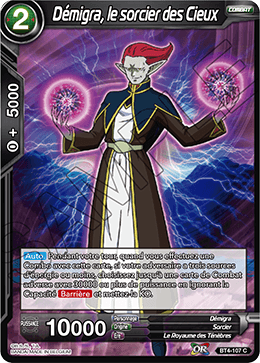 COMBAT
2
Démigra, le sorcier des Cieux
+ 5000
Auto Pendant votre tour, quand vous effectuez une
Combo avec cette carte, si votre adversaire a trois sources
d'énergie ou moins, choisissez jusqu'à une carte de Combat
adverse avec 30000 ou plus de puissance en ignorant la
Capacité Barrière et mettez-la KO.
BT4-107 C
PUISSANCE
10000
Personnage
Démigra
Origine
Sorcier
Ère
Le Royaume des Ténèbres